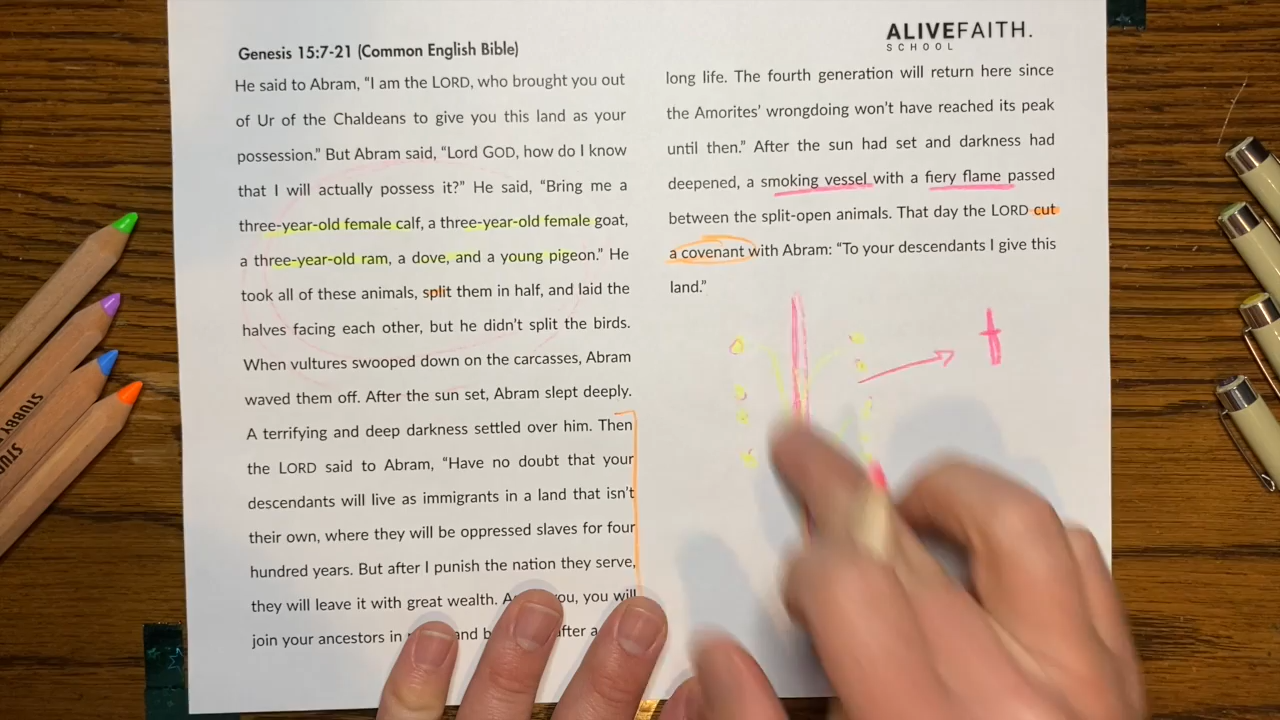 Genesis 15:7-21 (Common English Bible)
He said to Abram, “I am the LORD, who brought you out
of Ur of the Chaldeans to give you this land as your
possession.” But Abram said, “Lord GOD, how do I know
that I will actually possess it?” He said, “Bring me a
three-year-old female calf, a three-year-old female goat,
a three-year-old ram, a dove, and a young pigeon.” He
took all of these animals, split them in half, and laid the
halves facing each other, but he didn’t split the birds.
When vultures swooped down on the carcasses, Abram
waved them off. After the sun set, Abram slept deeply.
A terrifying and deep darkness settled over him. Then
the LORD said to Abram, “Have no doubt that your
descendants will live as immigrants in a land that isn’t
their own, where they will be oppressed slaves for four
hundred years. But after I punish the nation they serve,
they will leave it with great wealth. you will
join your ancestors in and after a
ALIVEFAITH.
SCHOOL
long life. The fourth generation will return here since
the Amorites’ wrongdoing won’t have reached its peak
until then.” After the sun had set and darkness had
deepened, a smoking vessel with a fiery flame passed
between the split-open animals. That day the LORD cut
a covenant with Abram: “To your descendants I give this
land.”
STUBBY